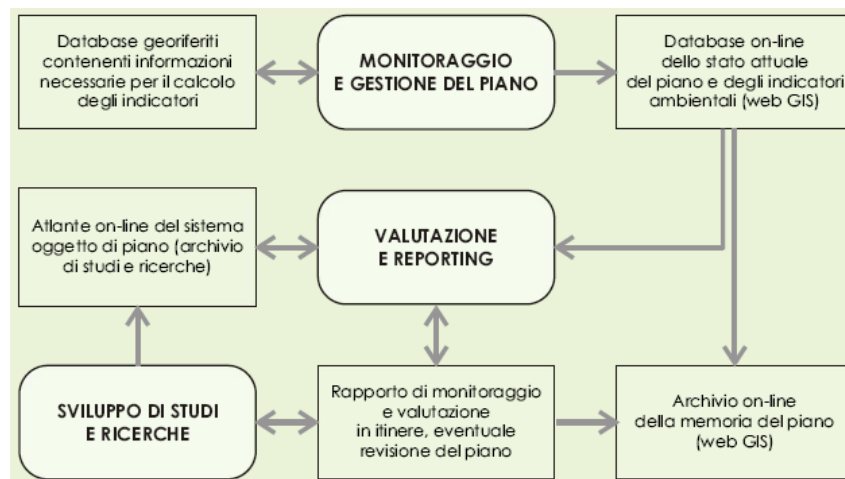 Database georiferiti
contenenti informazioni
necessarie per il calcolo
degli indicatori
MONITORAGGIO
E GESTIONE DEL PIANO
Database on-line
dello stato attuale
del piano e degli indicatori
ambientali (web GIS)
Atlante on-line del sistema
oggetto di piano (archivio
di studi e ricerche)
VALUTAZIONE
E REPORTING
SVILUPPO DI STUDI
E RICERCHE
Rapporto di monitoraggio
e valutazione
in itinere, eventuale
revisione del piano
Archivio on-line
della memoria del piano
(web GIS)